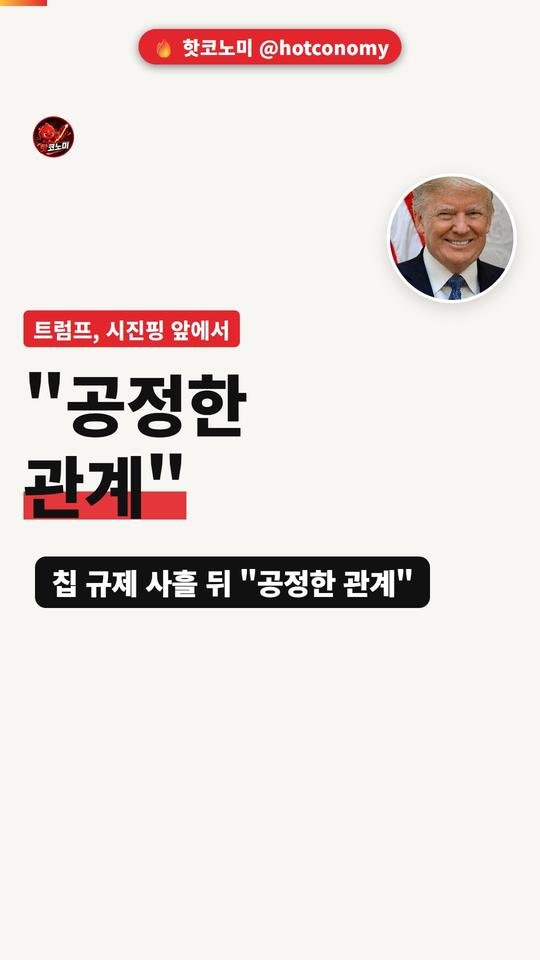 핫코노미 @hotconomy
핫코노미
트럼프, 시진핑 앞에서
"공정한
관계"
칩 규제 사흘 뒤 "공정한 관계"